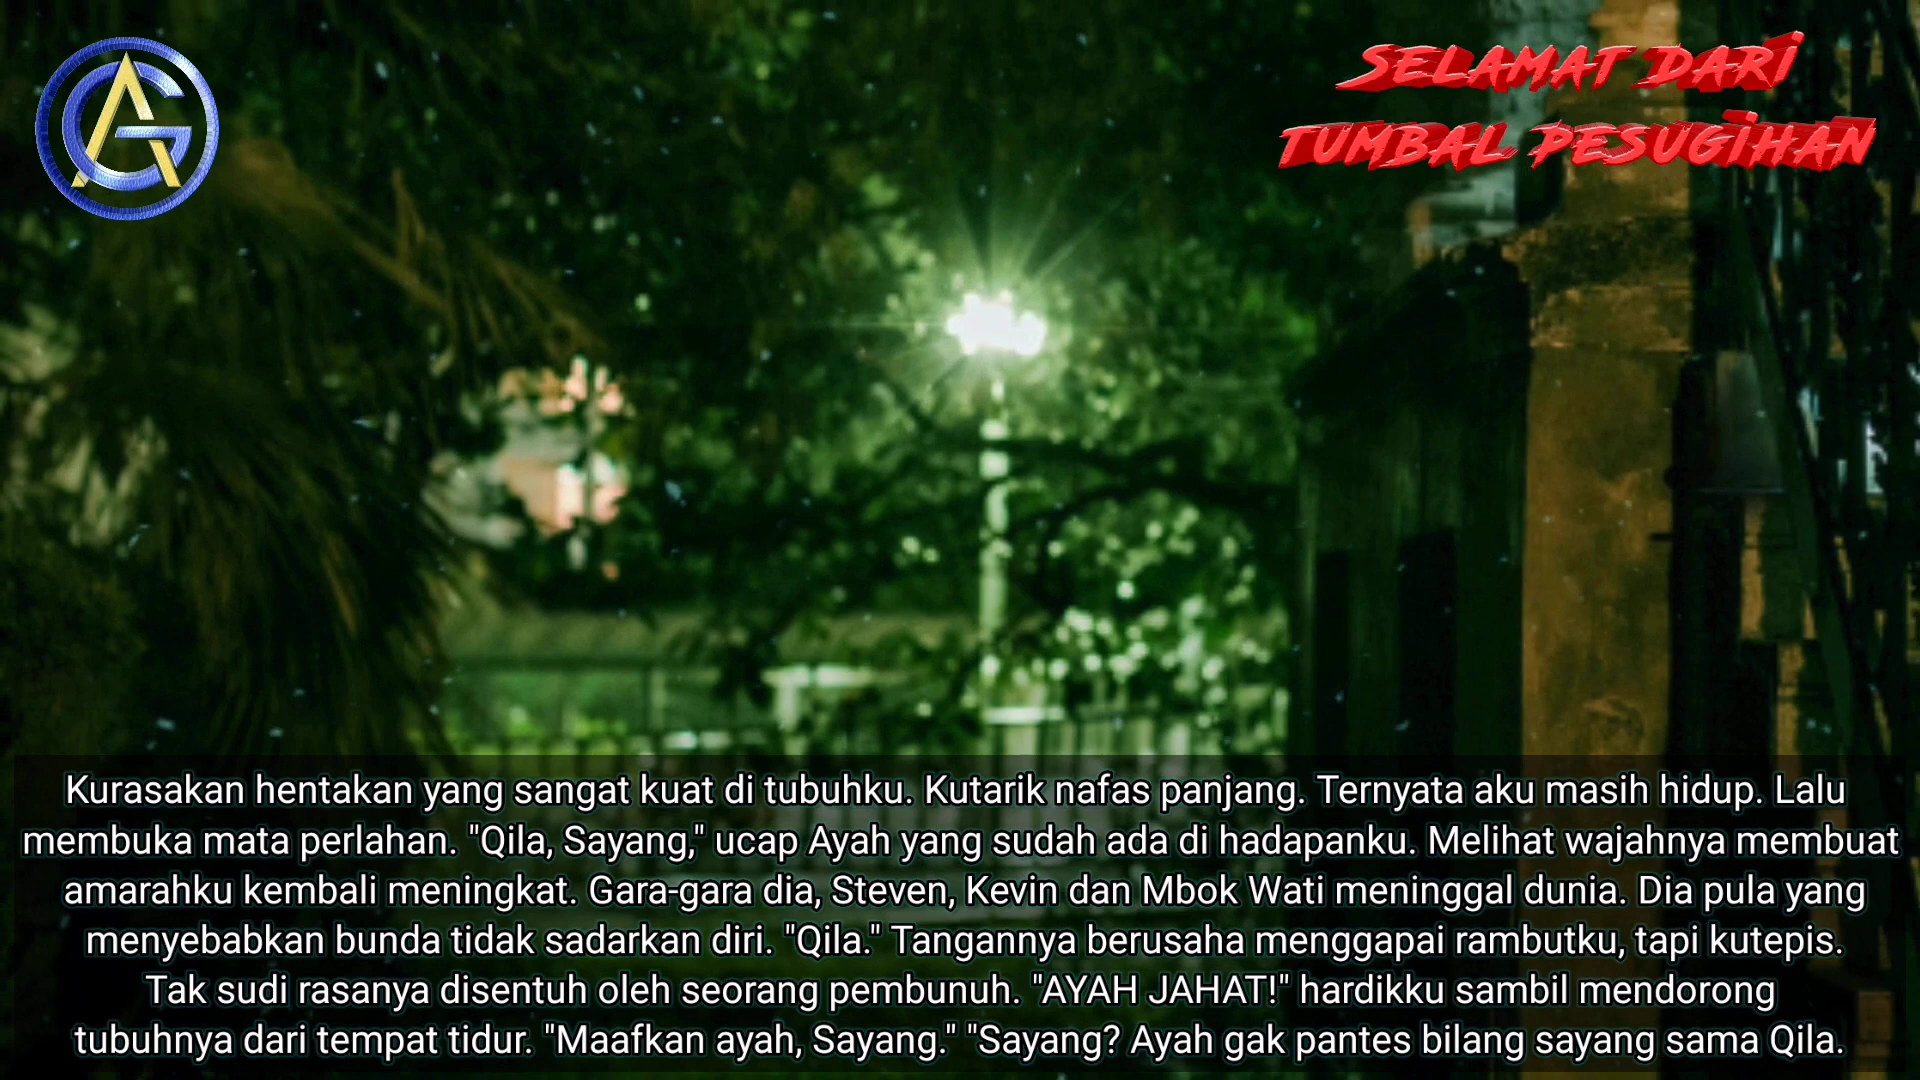 SELAMAT DARI
TUMBAL PESUGIHAN
Kurasakan hentakan yang sangat kuat di tubuhku. Kutarik nafas panjang. Ternyata aku masih hidup. Lalu
membuka mata perlahan. "Qila, Sayang," ucap Ayah yang sudah ada di hadapanku. Melihat wajahnya membuat
amarahku kembali meningkat. Gara-gara dia, Steven, Kevin dan Mbok Wati meninggal dunia. Dia pula yang
menyebabkan bunda tidak sadarkan diri. "Qila." Tangannya berusaha menggapai rambutku, tapi kutepis.
Tak sudi rasanya disentuh oleh seorang pembunuh. "AYAH JAHAT!" hardikku sambil mendorong
tubuhnya dari tempat tidur. "Maafkan ayah, Sayang." "Sayang? Ayah gak pantes bilang sayang sama Qila.